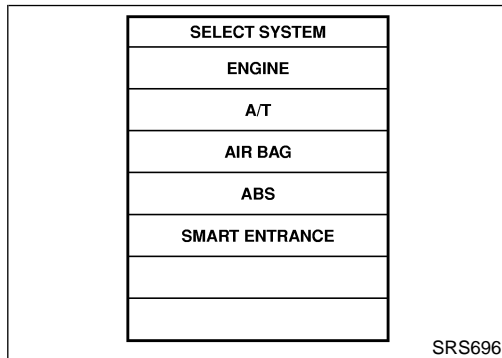 SELECT SYSTEM
ENGINE
A/T
AIR BAG
ABS
SMART ENTRANCE
SRS696